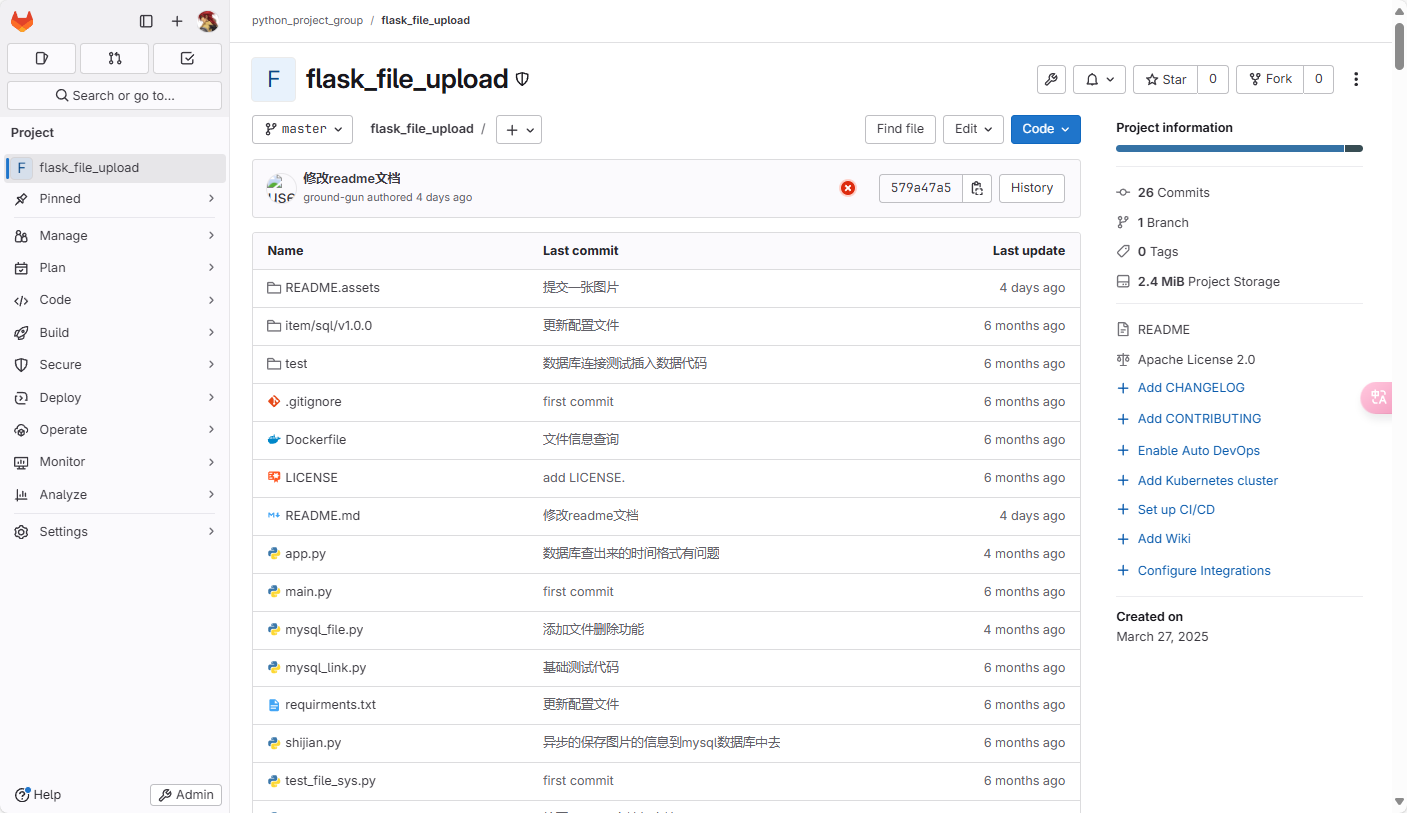 python_project_group / flask_file_upload
Search or go to...
Project
F flask_file_upload
Pinned
Manage
Plan
Code
Build
Secure
Deploy
Operate
Monitor
Analyze
Settings
Help
Admin
F flask_file_upload
Star 0
Fork 0
master
flask_file_upload /
Find file
Edit
Code
修改readme文档
ground-gun authored 4 days ago
579a47a5
History
Name Last commit Last update
README.assets 提交一张图片 4 days ago
item/sql/v1.0.0 更新配置文件 6 months ago
test 数据库连接测试插入数据代码 6 months ago
.gitignore first commit 6 months ago
Dockerfile 文件信息查询 6 months ago
LICENSE add LICENSE. 6 months ago
README.md 修改readme文档 4 days ago
app.py 数据库查出来的时间格式有问题 4 months ago
main.py first commit 6 months ago
mysql_file.py 添加文件删除功能 4 months ago
mysql_link.py 基础测试代码 6 months ago
requirments.txt 更新配置文件 6 months ago
shijian.py 异步的保存图片的信息到mysql数据库中去 6 months ago
test_file_sys.py first commit 6 months ago
Project information
26 Commits
1 Branch
0 Tags
2.4 MiB Project Storage
README
Apache License 2.0
Add CHANGELOG
Add CONTRIBUTING
Enable Auto DevOps
Add Kubernetes cluster
Set up CI/CD
Add Wiki
Configure Integrations
Created on
March 27, 2025